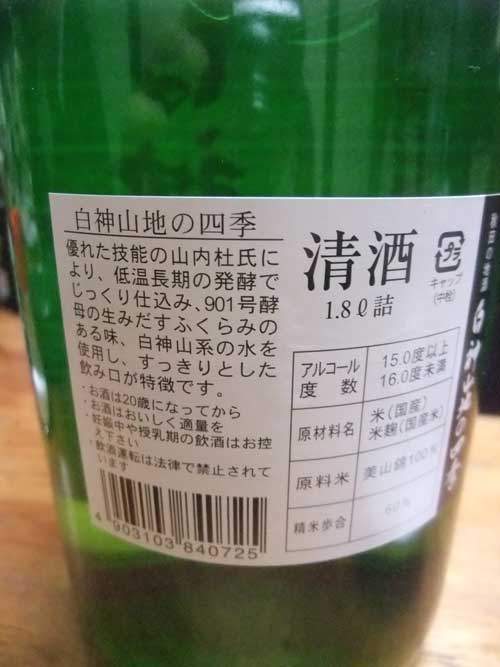 白神山地の四季
優れた技能の山内杜氏に
より、低温長期の発酵で
じっくり仕込み、901号酵
母の生みだすふくらみの
ある味、白神山系の水を
使用し、すっきりとした
飲み口が特徴です。
・お酒は20歳になってから
・お酒はおいしく適量を
・妊娠中や授乳期の飲酒はお控
え下さい
・飲酒運転は法律で禁止されて
います
4 903103 840725
清酒
1.8ℓ詰
プラ
キャップ
(中栓)
アルコール
度数
15.0度以上
16.0度未満
原材料名
米(国産)
米麹(国産米)
原料米
美山錦100%
精米歩合
60%
白神山地の四季